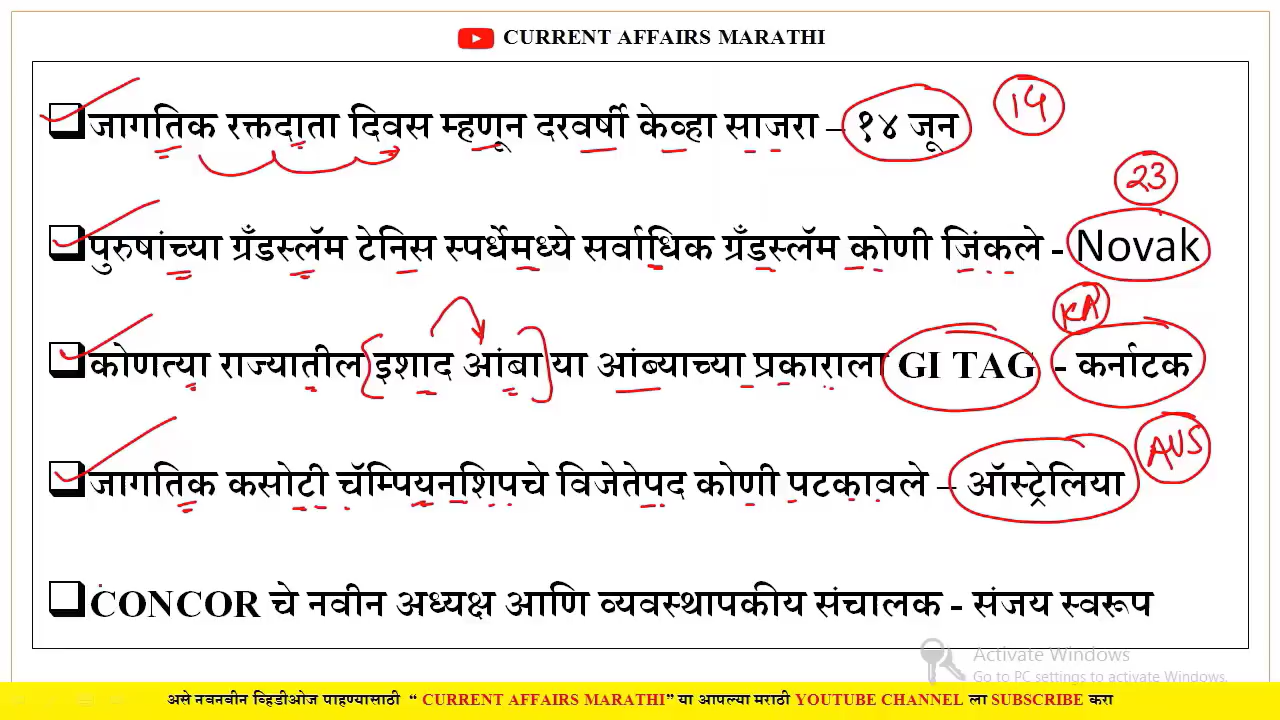 CURRENT AFFAIRS MARATHI
जागतिक रक्तदाता दिवस म्हणून दरवर्षी केव्हा साजरा – १४ जून 14
23
पुरुषांच्या ग्रँडस्लॅम टेनिस स्पर्धेमध्ये सर्वाधिक ग्रँडस्लॅम कोणी जिंकले - Novak
KA
कोणत्या राज्यातील इशाद आंबा या आंब्याच्या प्रकाराला GI TAG - कर्नाटक
AUS
जागतिक कसोटी चॅम्पियनशिपचे विजेतेपद कोणी पटकावले – ऑस्ट्रेलिया
CONCOR चे नवीन अध्यक्ष आणि व्यवस्थापकीय संचालक - संजय स्वरूप
Activate Windows
Go to PC settings to activate Windows.
असे नवनवीन व्हिडीओज पाहण्यासाठी “ CURRENT AFFAIRS MARATHI” या आपल्या मराठी YOUTUBE CHANNEL ला SUBSCRIBE करा